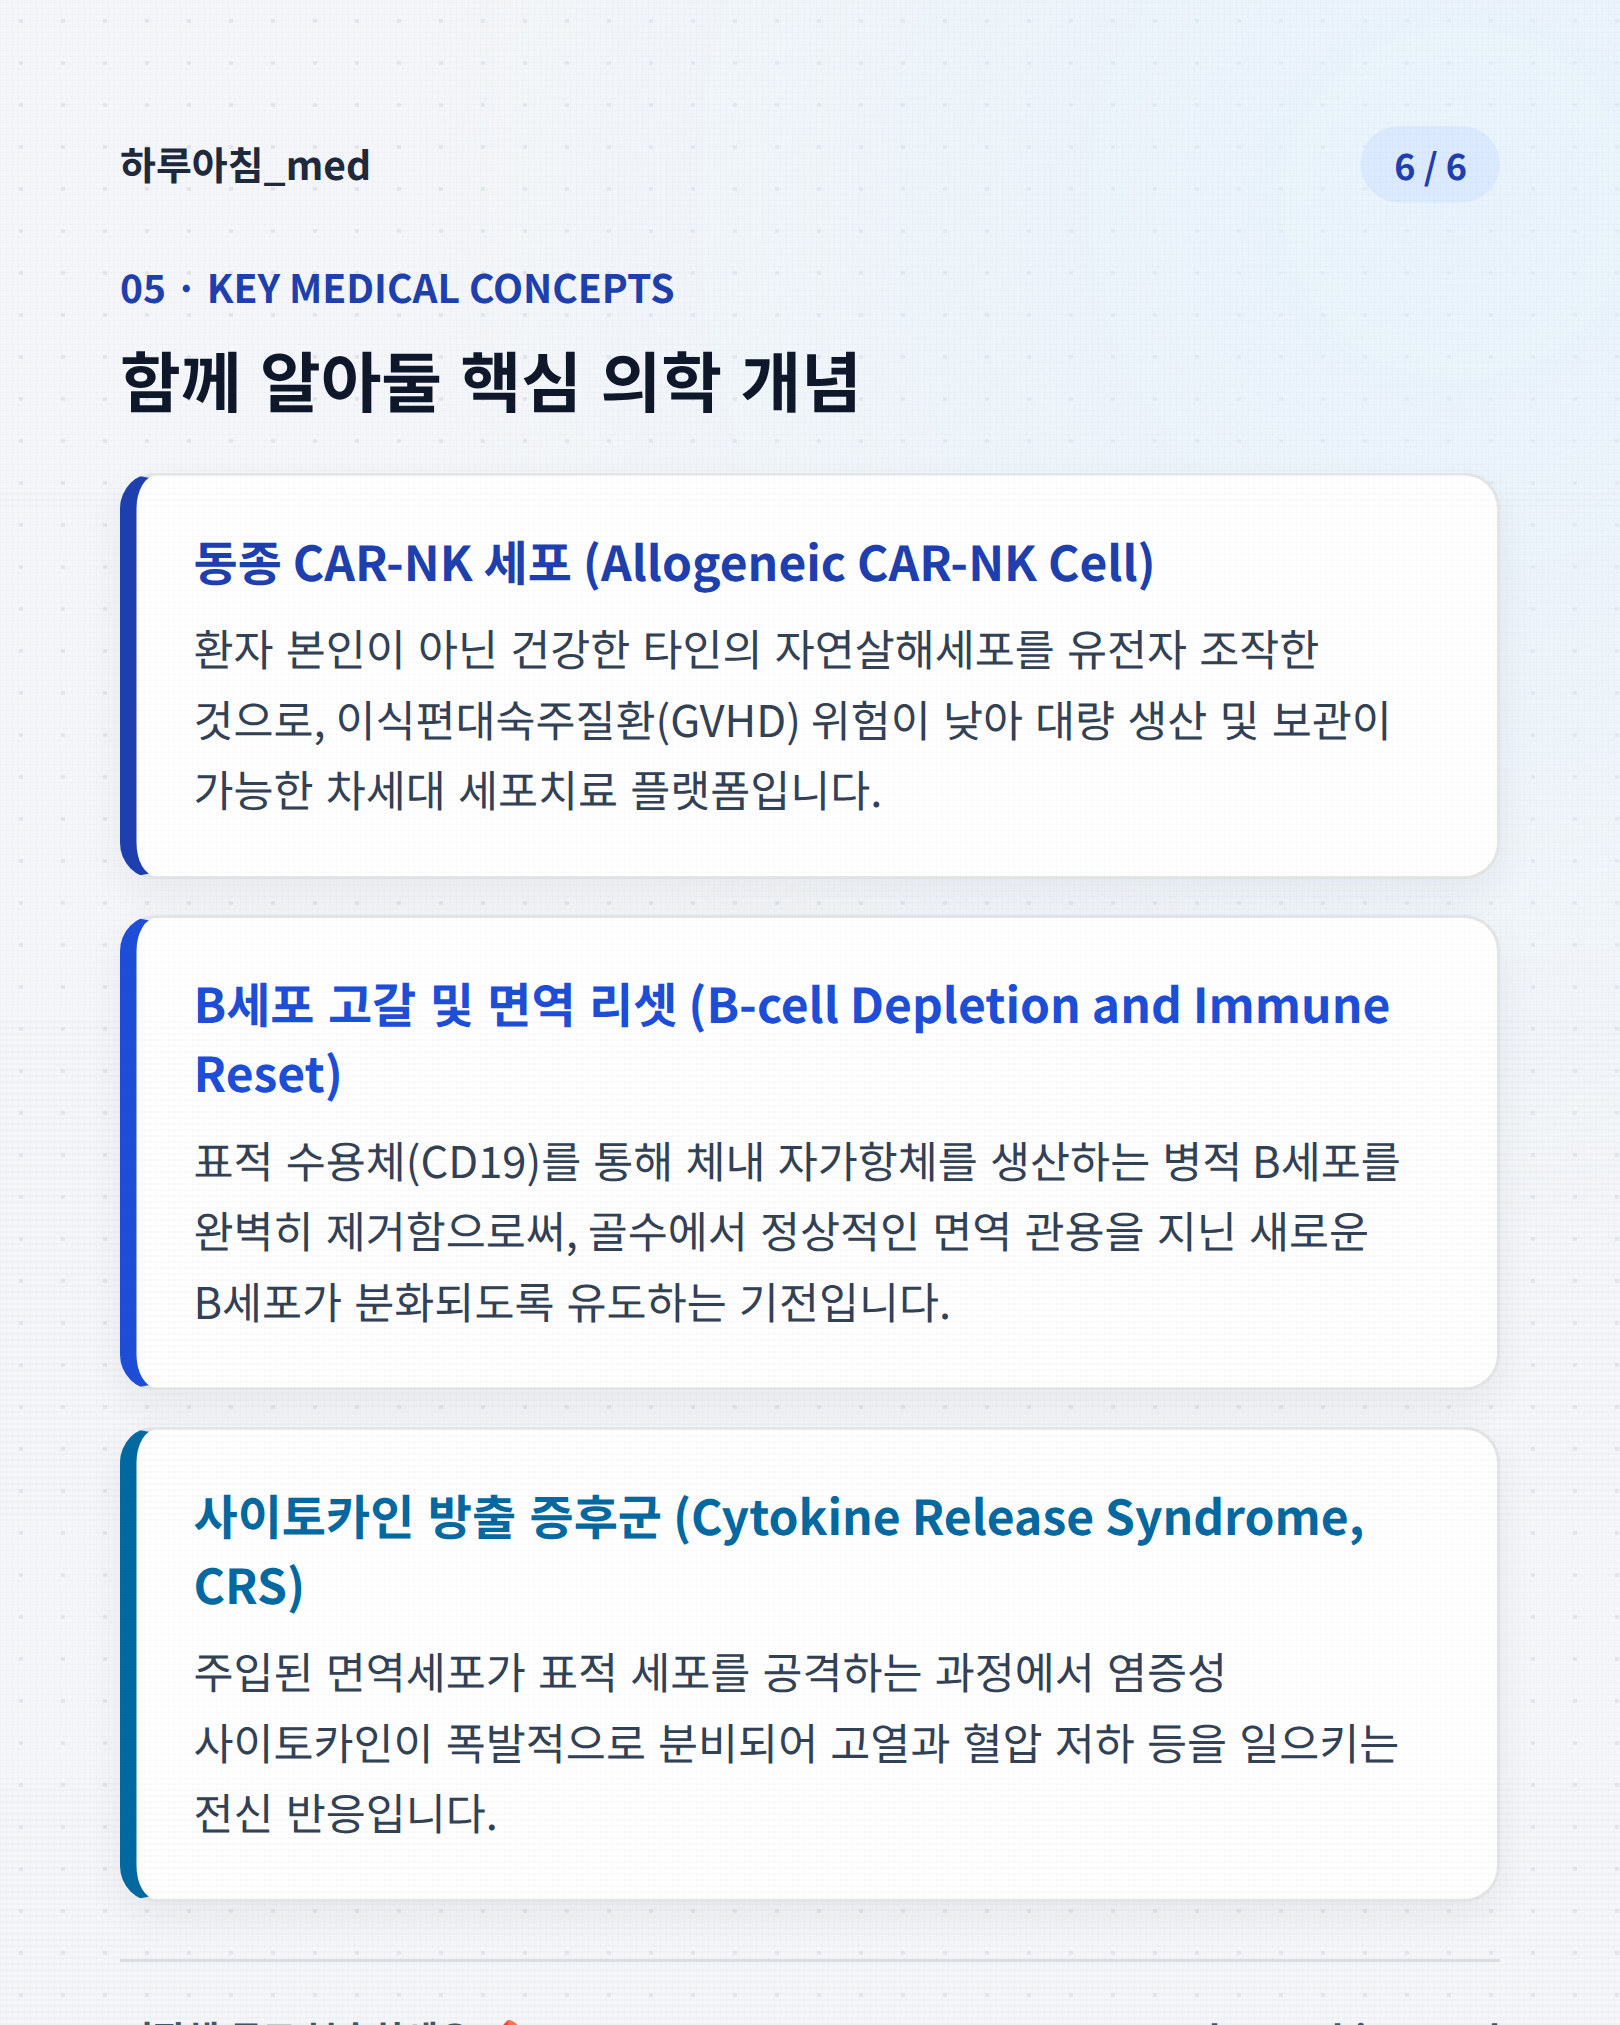 하루아침_med
6 / 6
05 · KEY MEDICAL CONCEPTS
함께 알아둘 핵심 의학 개념
동종 CAR-NK 세포 (Allogeneic CAR-NK Cell)
환자 본인이 아닌 건강한 타인의 자연살해세포를 유전자 조작한
것으로, 이식편대숙주질환(GVHD) 위험이 낮아 대량 생산 및 보관이
가능한 차세대 세포치료 플랫폼입니다.
B세포 고갈 및 면역 리셋 (B-cell Depletion and Immune
Reset)
표적 수용체(CD19)를 통해 체내 자가항체를 생산하는 병적 B세포를
완벽히 제거함으로써, 골수에서 정상적인 면역 관용을 지닌 새로운
B세포가 분화되도록 유도하는 기전입니다.
사이토카인 방출 증후군 (Cytokine Release Syndrome,
CRS)
주입된 면역세포가 표적 세포를 공격하는 과정에서 염증성
사이토카인이 폭발적으로 분비되어 고열과 혈압 저하 등을 일으키는
전신 반응입니다.